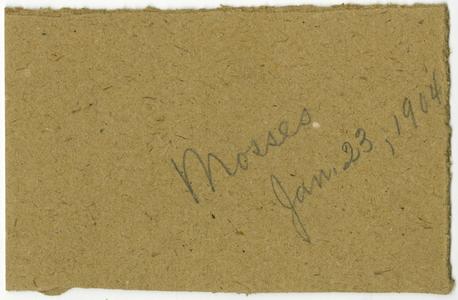 Mosses
Jan. 23, 1904